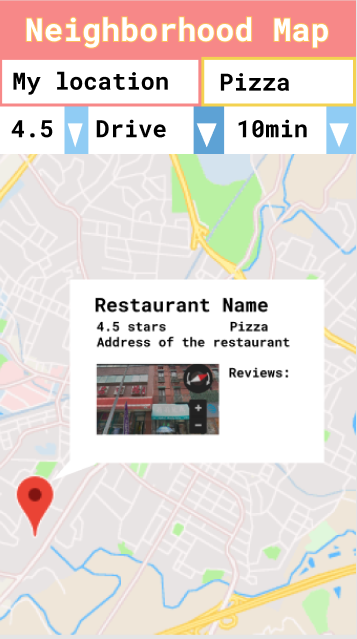 Neighborhood Map
My location Pizza
4.5 Drive 10min
Restaurant Name
4.5 stars Pizza
Address of the restaurant
Reviews:
+
-